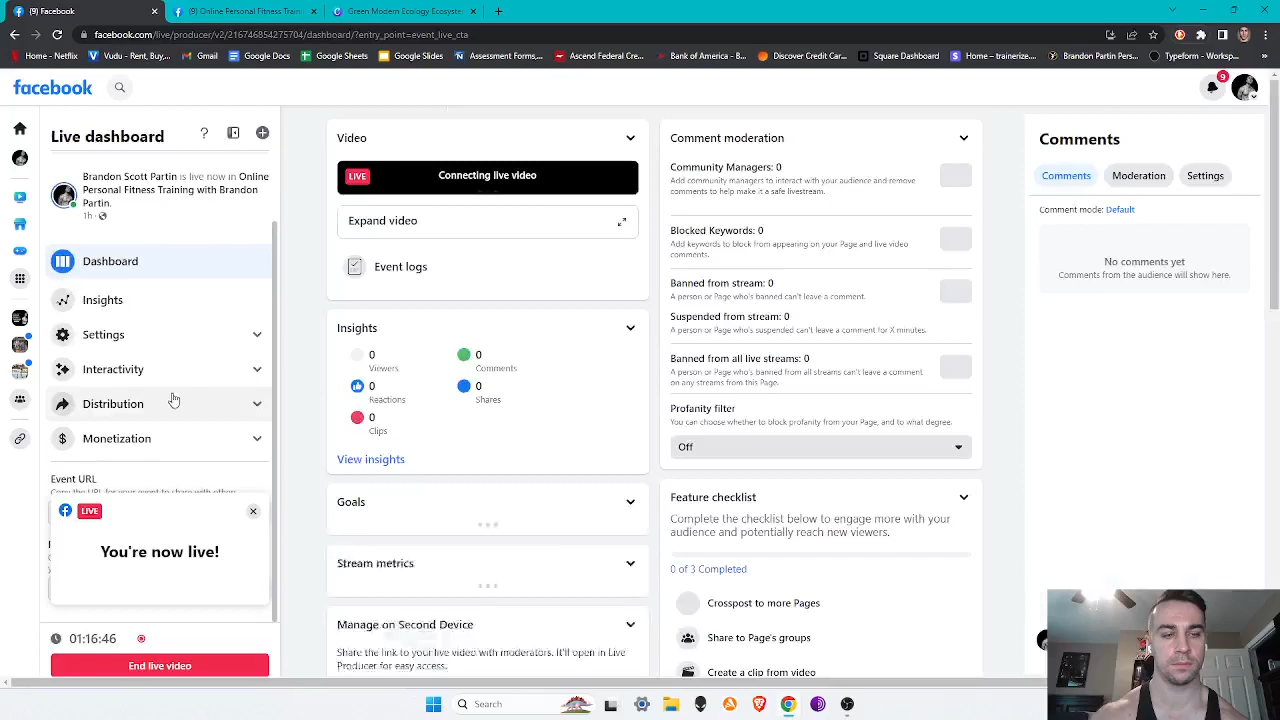 (9) Facebook
(9) Online Personal Fitness Train
Green Modern Ecology Ecosyste
facebook.com/live/producer/v2/216746854275704/dashboard/?entry_point=event_live_cta
Home - Netflix
Vudu - Rent, Buy,...
Gmail
Google Docs
Google Sheets
Google Slides
Assessment Forms,...
Ascend Federal Cre...
Bank of America - B...
Discover Credit Car...
Square Dashboard
Home – trainerize....
Brandon Partin Pers...
Typeform - Worksp...
facebook
9
Live dashboard
Brandon Scott Partin is live now in Online
Personal Fitness Training with Brandon
Partin.
1h ·
Dashboard
Insights
Settings
Interactivity
Distribution
Monetization
Event URL
Copy the URL for your event to share with others
LIVE
You're now live!
01:16:46
End live video
Video
LIVE
Connecting live video
Expand video
Event logs
Insights
0
Viewers
0
Comments
0
Reactions
0
Shares
0
Clips
View insights
Goals
Stream metrics
Manage on Second Device
Share the link to your live video with moderators. It'll open in Live
Producer for easy access.
Comment moderation
Community Managers: 0
Add community managers to interact with your audience and remove
comments to help make it a safe livestream.
Blocked Keywords: 0
Add keywords to block from appearing on your Page and live video
comments.
Banned from stream: 0
A person or Page who's banned can't leave a comment.
Suspended from stream: 0
A person or Page who's suspended can't leave a comment for X minutes.
Banned from all live streams: 0
A person or Page who's banned from all streams can't leave a comment
on any streams from this Page.
Profanity filter
You can choose whether to block profanity from your Page, and to what degree.
Off
Feature checklist
Complete the checklist below to engage more with your
audience and potentially reach new viewers.
0 of 3 Completed
Crosspost to more Pages
Share to Page's groups
Create a clip from video
Comments
Comments
Moderation
Settings
Comment mode: Default
No comments yet
Comments from the audience will show here.
Search